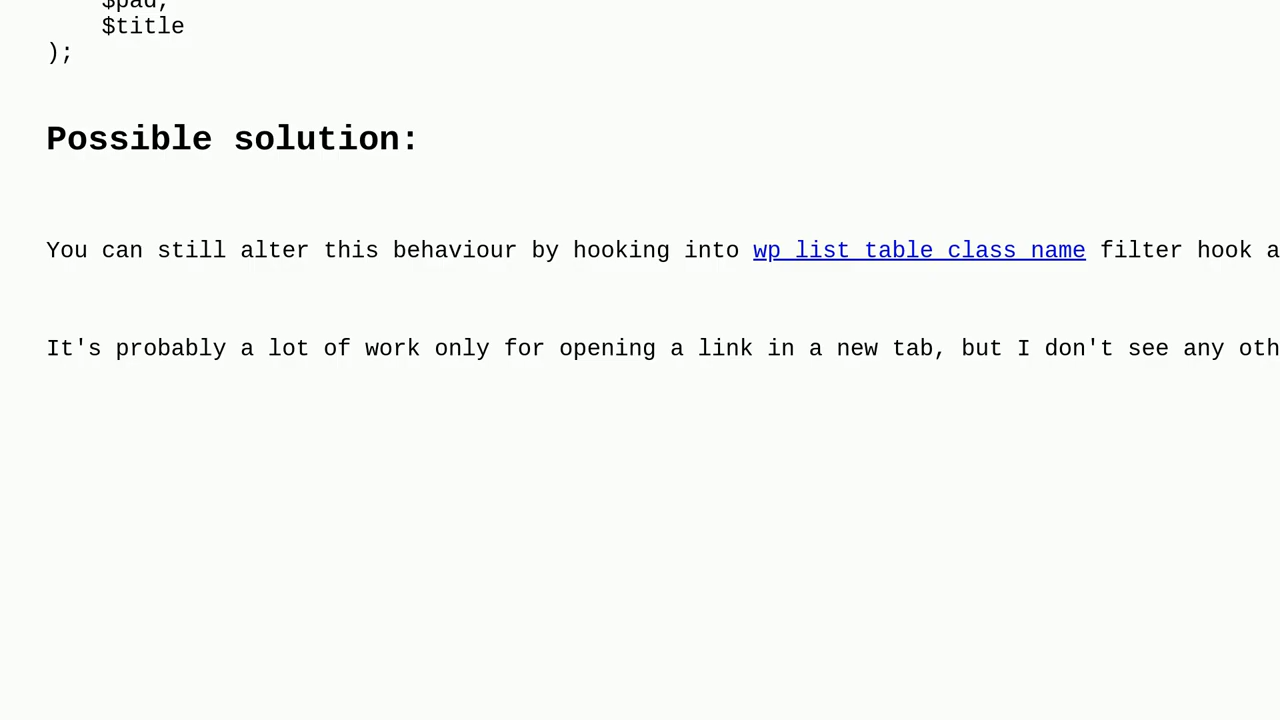 $pad,
$title
);
Possible solution:
You can still alter this behaviour by hooking into wp_list_table_class_name filter hook a
It's probably a lot of work only for opening a link in a new tab, but I don't see any oth